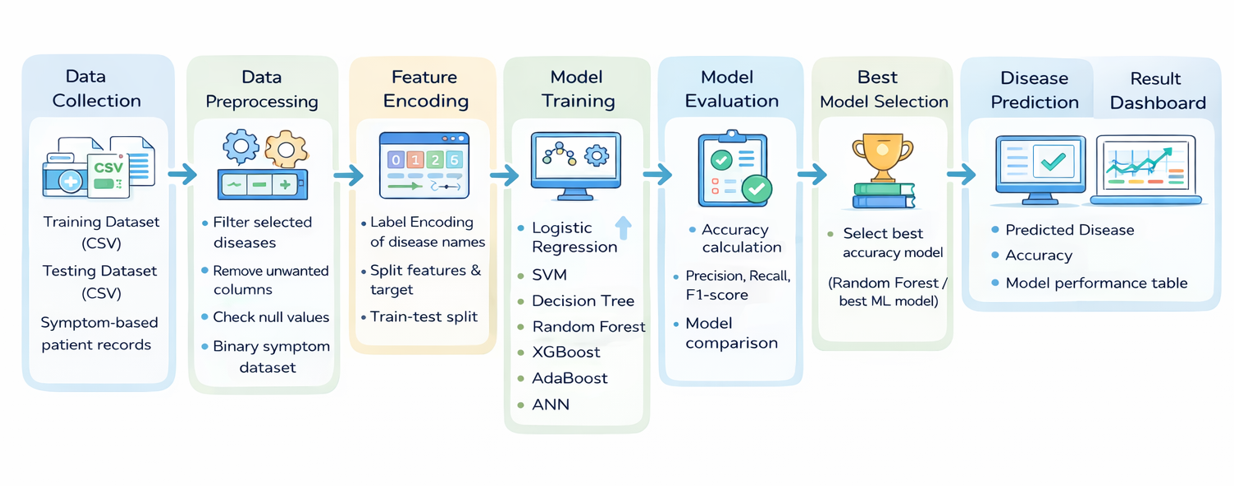 Data
Collection
CSV
Training Dataset
(CSV)
Testing Dataset
(CSV)
Symptom-based
patient records
Data
Preprocessing
• Filter selected
diseases
• Remove unwanted
columns
• Check null values
• Binary symptom
dataset
Feature
Encoding
0 1 2 6
• Label Encoding
of disease names
• Split features &
target
• Train-test split
Model
Training
• Logistic
Regression
• SVM
• Decision Tree
• Random Forest
• XGBoost
• AdaBoost
• ANN
Model
Evaluation
• Accuracy
calculation
• Precision, Recall,
F1-score
• Model
comparison
Best
Model Selection
• Select best
accuracy model
(Random Forest /
best ML model)
Disease
Prediction
Result
Dashboard
• Predicted Disease
• Accuracy
• Model performance table